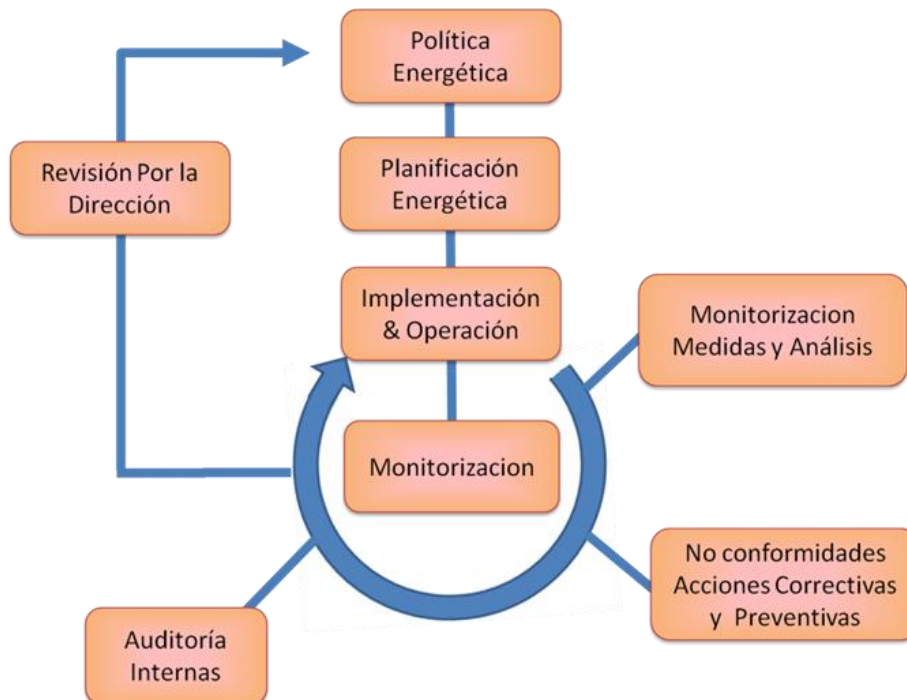 Política
Energética
Planificación
Energética
Revisión Por la
Dirección
Implementación
& Operación
Monitorizacion
Medidas y Análisis
Monitorizacion
No conformidades
Acciones Correctivas
y Preventivas
Auditoría
Internas